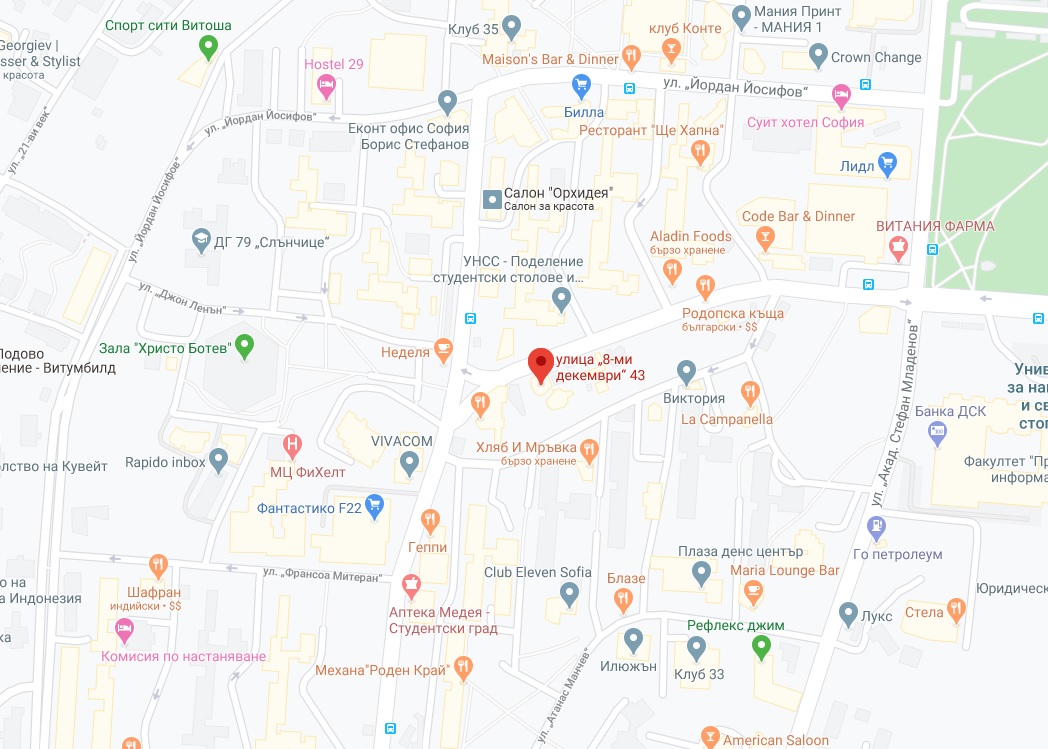 Спорт сити Витоша
Клуб 35
клуб Конте
Мания Принт
- МАНИЯ 1
Georgiev |
sser & Stylist
красота
Hostel 29
Maison's Bar & Dinner
Crown Change
ул. „Йордан Йосифов“
Билла
Суит хотел София
ул. „21-ви век“
ул. „Йордан Йосифов“
Еконт офис София
Борис Стефанов
Ресторант "Ще Хапна"
Лидл
Салон "Орхидея"
Салон за красота
ул. „Йордан Йосифов“
ДГ 79 „Слънчице“
Code Bar & Dinner
ВИТАНИЯ ФАРМА
Aladin Foods
бързо хранене
УНСС - Поделение
студентски столове и...
ул. „Джон Ленън“
Родопска къща
български • $$
Зала "Христо Ботев"
Неделя
улица „8-ми
декември“ 43
Лодово
ление - Витумбилд
Виктория
La Campanella
ул. „Акад. Стефан Младенов“
Унив
за на
и св
стоп
Банка ДСК
VIVACOM
Хляб И Мръвка
бързо хранене
Rapido inbox
МЦ ФиХелт
олство на Кувейт
Факултет "Пр
информа
Фантастико F22
Геппи
Го петролеум
ул. „Франсоа Митеран“
Плаза денс център
Club Eleven Sofia
Maria Lounge Bar
Блазе
Шафран
индийски • $$
о на
а Индонезия
Юридическ
Аптека Медея -
Студентски град
Лукс
Стела
Рефлекс джим
Комисия по настаняване
Механа"Роден Край"
Илюжън
Клуб 33
ка
ул. „Атанас Манчев“
American Saloon